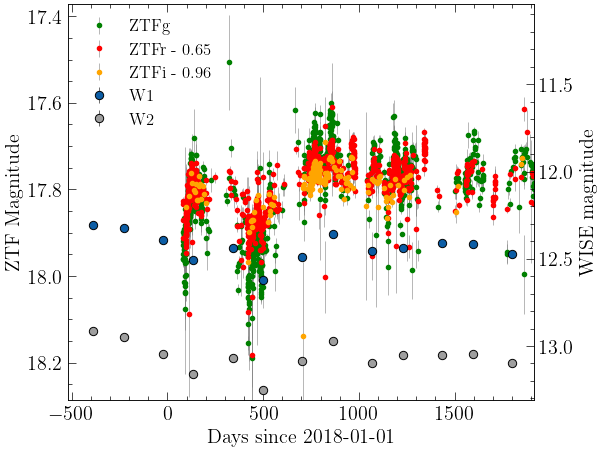 17.4
17.6
17.8
18.0
18.2
ZTF Magnitude
ZTFg
ZTFr - 0.65
ZTFi - 0.96
W1
W2
11.5
12.0
12.5
13.0
WISE magnitude
−500
0
500
1000
1500
Days since 2018-01-01